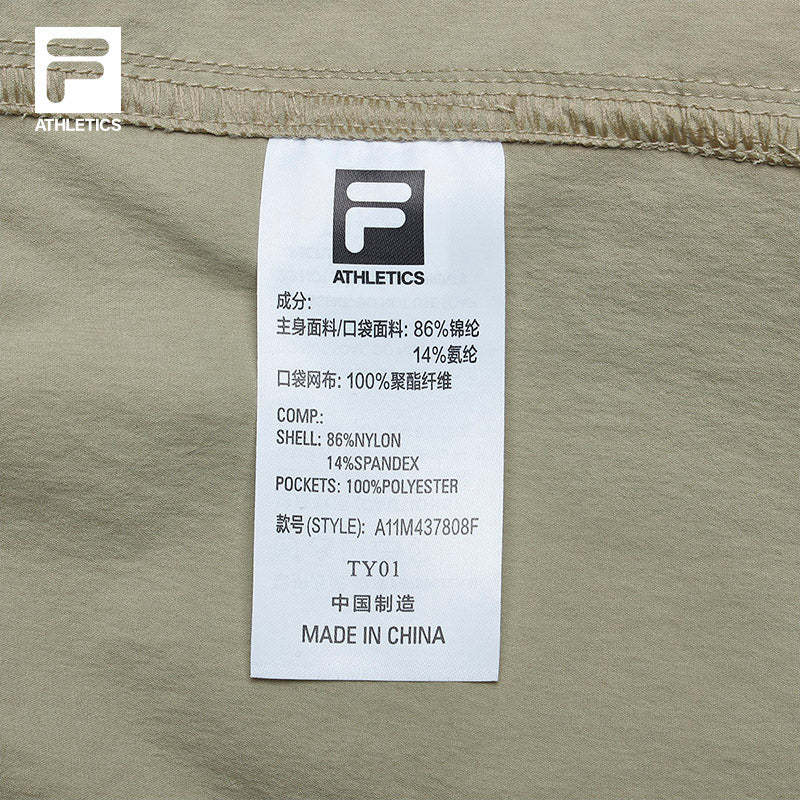 ATHLETICS
ATHLETICS
成分:
主身面料/口袋面料: 86%锦纶
14%氨纶
口袋网布: 100%聚酯纤维
COMP.:
SHELL: 86%NYLON
14%SPANDEX
POCKETS: 100%POLYESTER
款号(STYLE): A11M437808F
TY01
中国制造
MADE IN CHINA